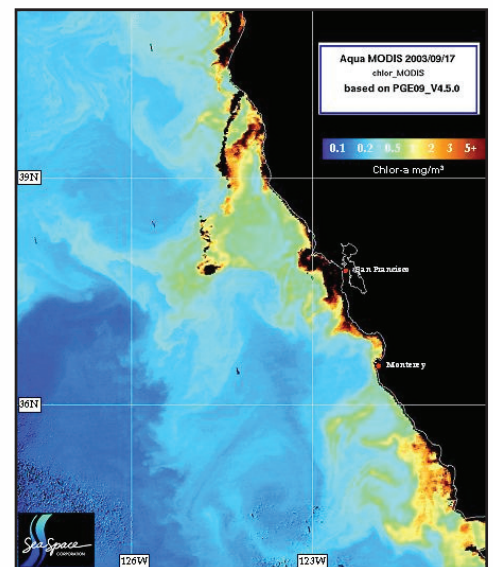 Aqua MODIS 2003/09/17
chlor_MODIS
based on PGE09_V4.5.0
0.1 0.2 0.5 1 2 3 5+
Chlor-a mg/m³
39N
San Francisco
Monterey
36N
SeaSpace
CORPORATION
126W
123W